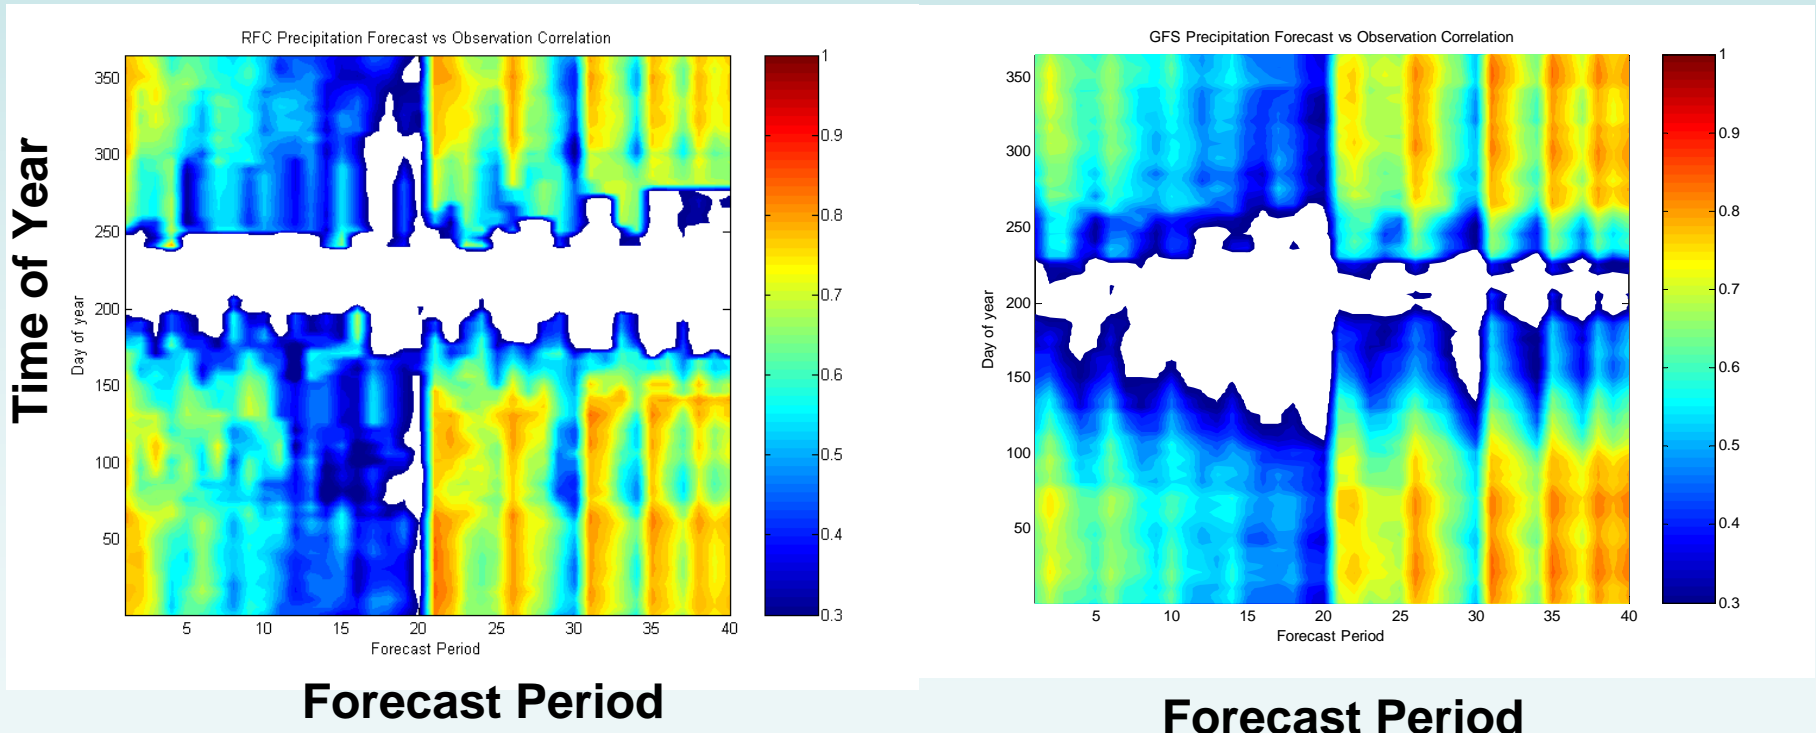 RFC Precipitation Forecast vs Observation Correlation
Time of Year
Day of year
350
300
250
200
150
100
50
5 10 15 20 25 30 35 40
Forecast Period
1
0.9
0.8
0.7
0.6
0.5
0.4
0.3
Forecast Period
GFS Precipitation Forecast vs Observation Correlation
Day of year
350
300
250
200
150
100
50
5 10 15 20 25 30 35 40
Forecast Period
1
0.9
0.8
0.7
0.6
0.5
0.4
0.3
Forecast Period